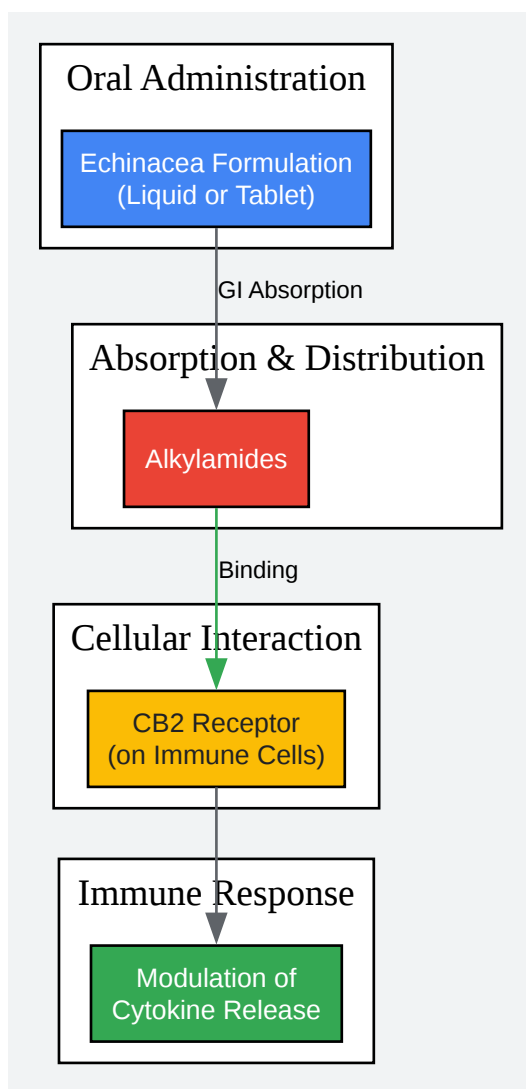 Oral Administration
Echinacea Formulation
(Liquid or Tablet)
GI Absorption
Absorption & Distribution
Alkylamides
Binding
Cellular Interaction
CB2 Receptor
(on Immune Cells)
Immune Response
Modulation of
Cytokine Release